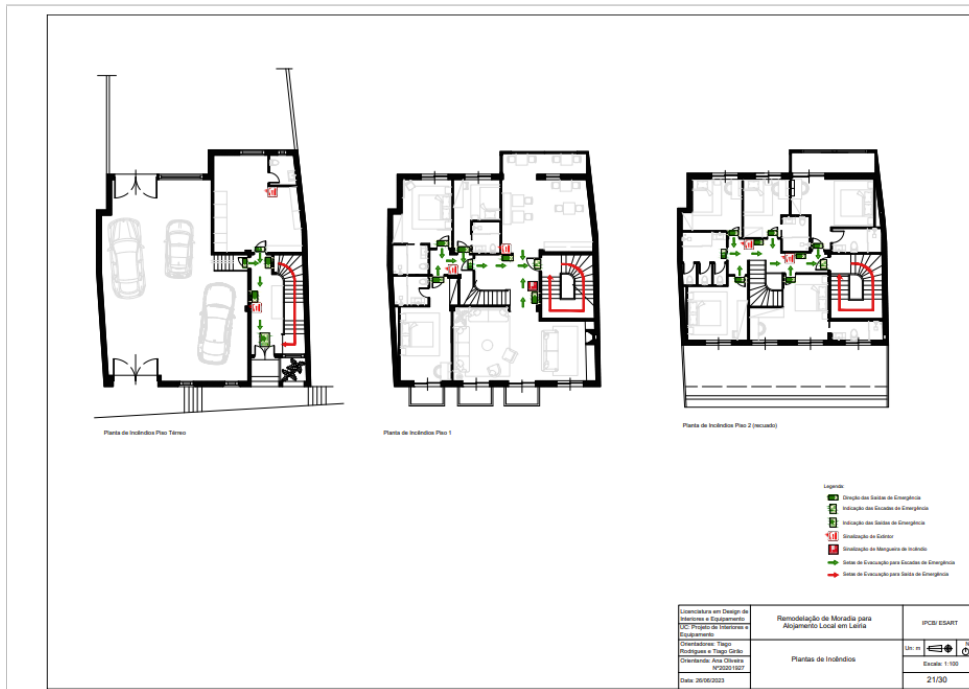 Planta de Incêndios Piso Térreo
Planta de Incêndios Piso 1
Planta de Incêndios Piso 2 (recuado)
Legenda
Direção das Saídas de Emergência
Indicação das Escadas de Emergência
Indicação das Saídas de Emergência
Sinalização de Extintor
Sinalização de Mangueira de Incêndio
Setas de Evacuação para Escadas de Emergência
Setas de Evacuação para Saída de Emergência
Licenciatura em Design de
Interiores e Equipamento
UC: Projeto de Interiores e
Equipamento
Orientadores: Tiago
Rodrigues e Tiago Girão
Orientanda: Ana Oliveira
Nº20201927
Data: 26/06/2023
Remodelação de Moradia para
Alojamento Local em Leiria
Plantas de Incêndios
IPCB/ ESART
Un: m
N
Escala: 1:100
21/30